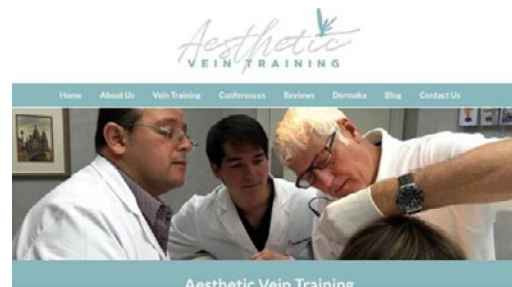 Aesthetic
VEIN TRAINING
Home About Us Vein Training Conferences Reviews Dermaka Blog Contact Us
Aesthetic Vein Training